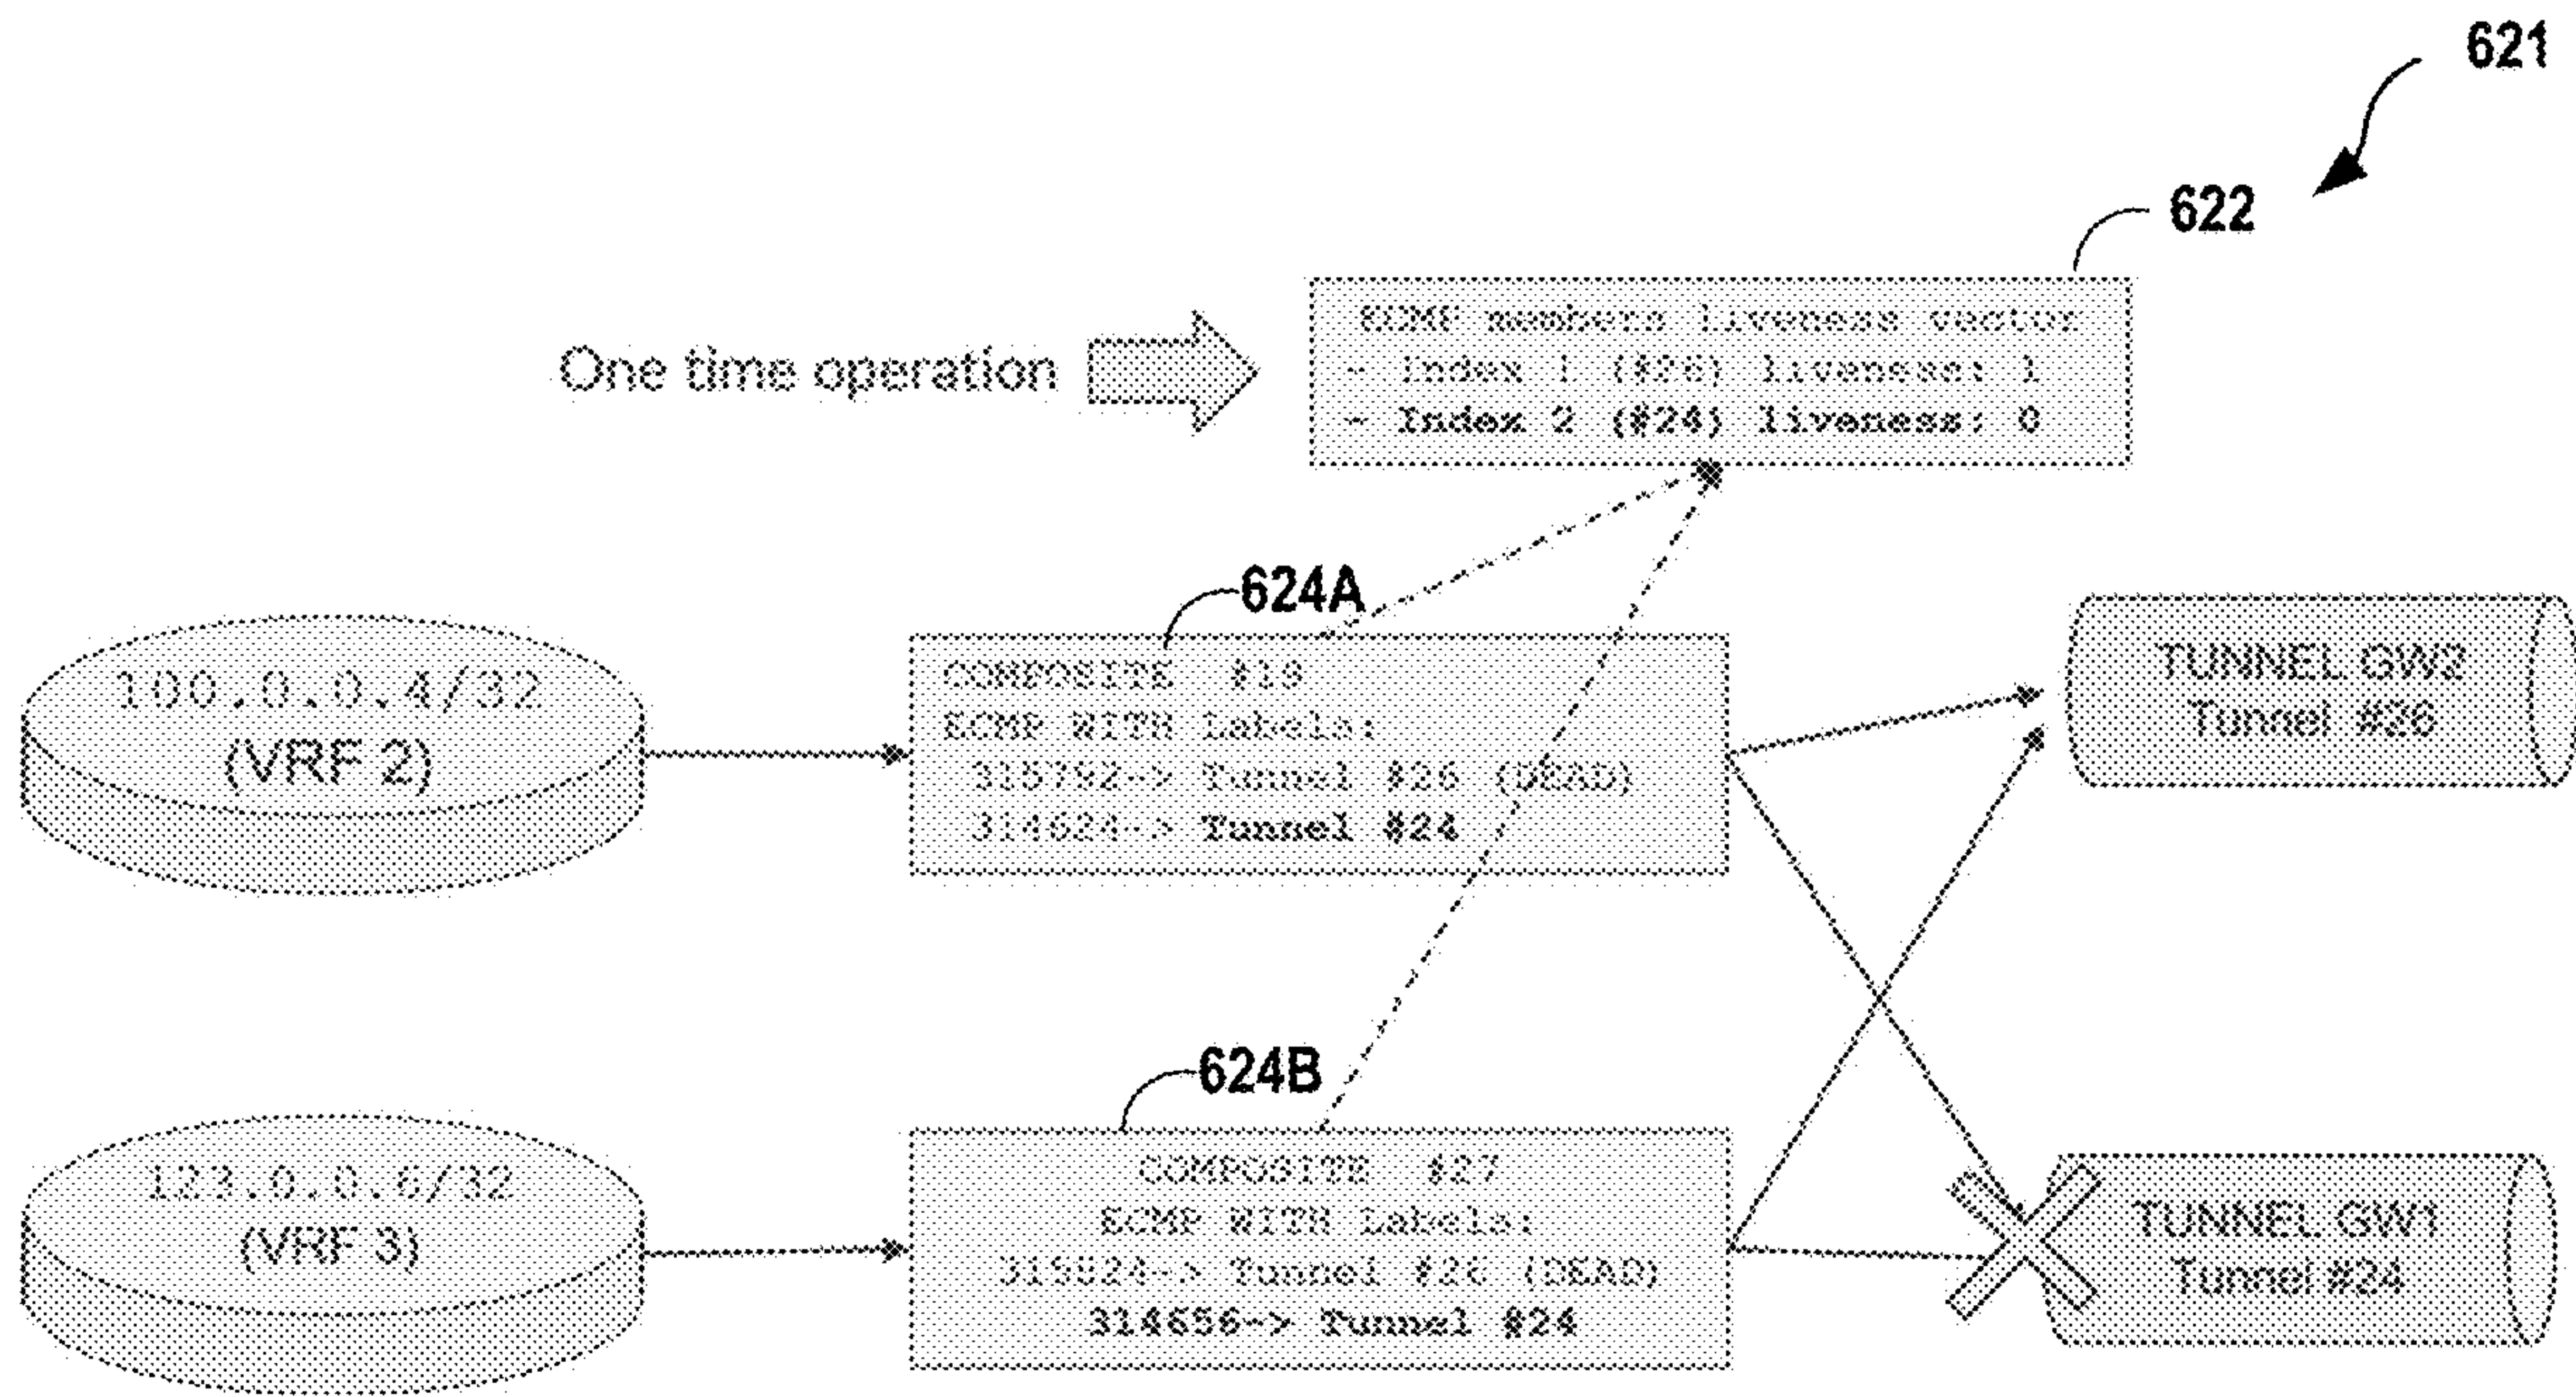 621
622
ECMP members liveness vector
One time operation
- Index 1 (#26) liveness: 1
- Index 2 (#24) liveness: 0
624A
100.0.0.4/32
(VRF 2)
COMPOSITE #19
ECMP WITH Labels:
315792-> Tunnel #26 (DEAD)
314624-> Tunnel #24
TUNNEL GW2
Tunnel #26
624B
123.0.0.6/32
(VRF 3)
COMPOSITE #27
ECMP WITH Labels:
315824-> Tunnel #26 (DEAD)
314656-> Tunnel #24
TUNNEL GW1
Tunnel #24